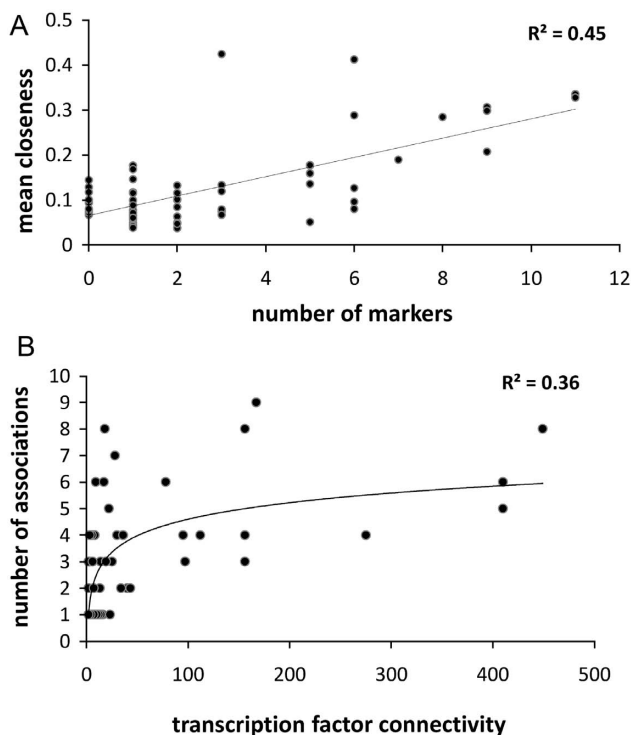 A
0.5
R² = 0.45
0.4
0.3
0.2
0.1
0
mean closeness
0 2 4 6 8 10 12
number of markers
B
10
R² = 0.36
9
8
7
6
5
4
3
2
1
0
number of associations
0 100 200 300 400 500
transcription factor connectivity